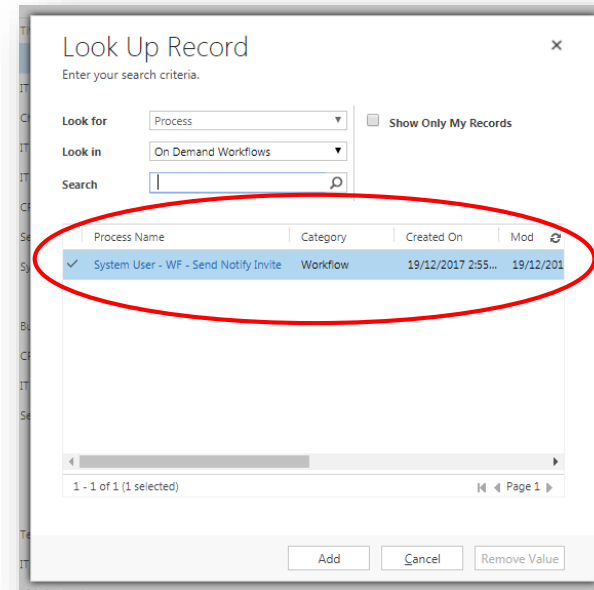 Look Up Record
Enter your search criteria.
Look for Process
Show Only My Records
Look in On Demand Workflows
Search
Process Name Category Created On Mod
System User - WF - Send Notify Invite Workflow 19/12/2017 2:55... 19/12/201
1 - 1 of 1 (1 selected) Page 1
Add Cancel Remove Value